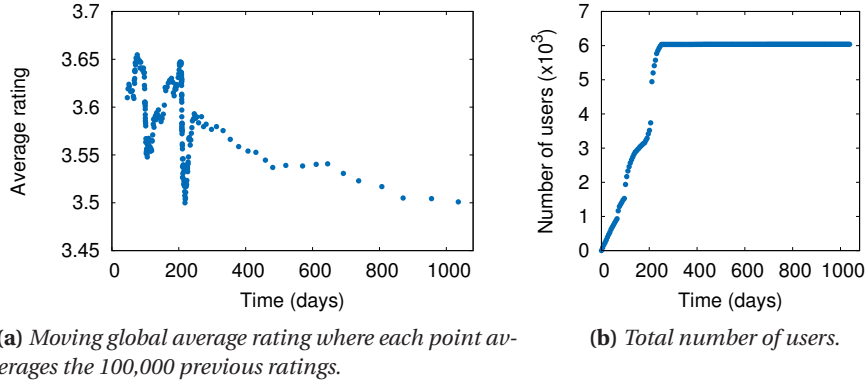 3.7
3.65
3.6
3.55
3.5
3.45
Average rating
0 200 400 600 800 1000
Time (days)
7
6
5
4
3
2
1
0
Number of users (x10³)
0 200 400 600 800 1000
Time (days)
(a) Moving global average rating where each point av-
erages the 100,000 previous ratings.
(b) Total number of users.